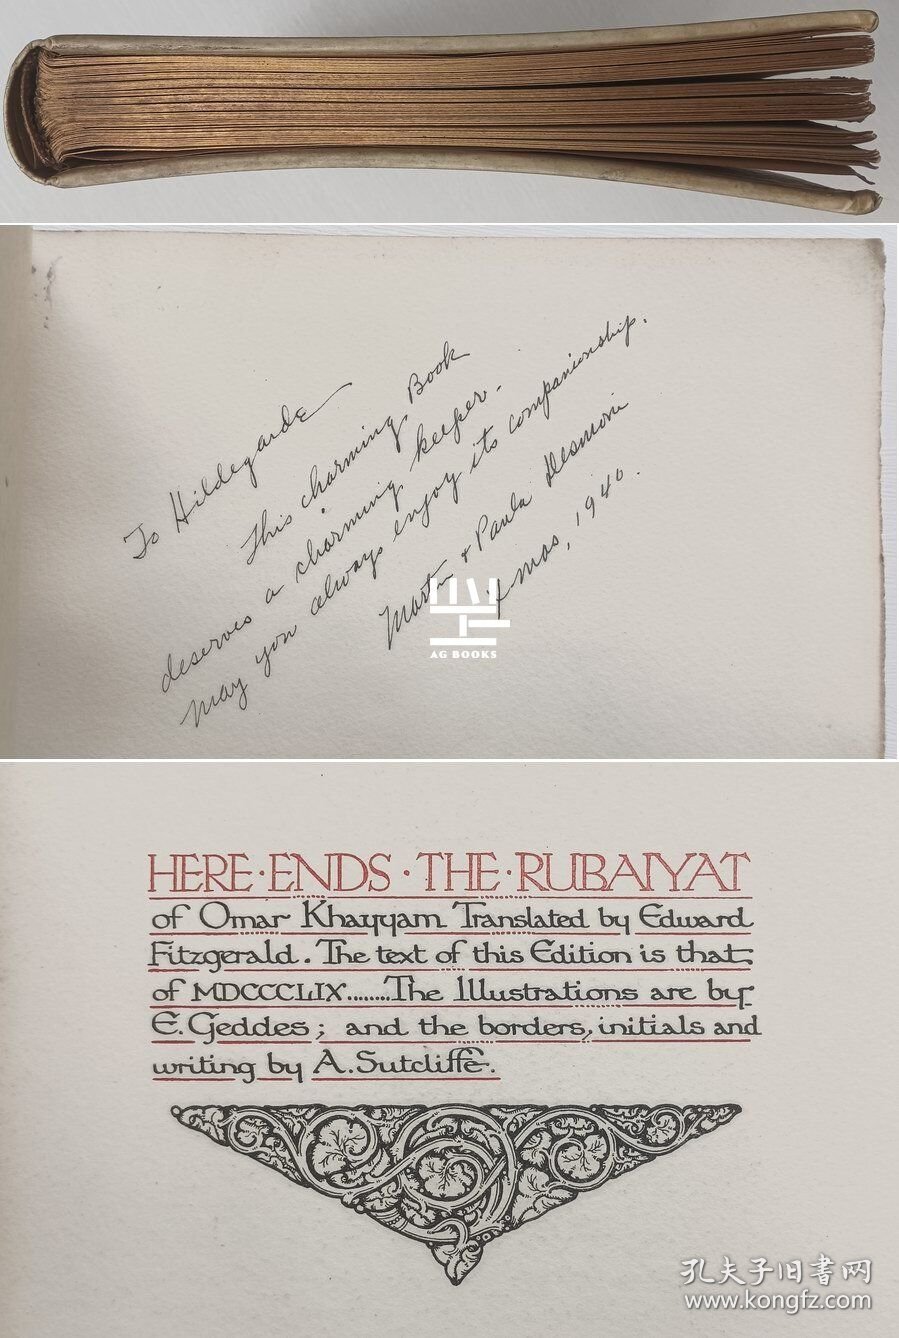 To Hildegarde
This charming Book
deserves a charming keeper.
May you always enjoy its companionship.
& Paula
Xmas, 1940.
AG BOOKS
HERE·ENDS·THE·RUBAIYAT
of Omar Khayyam Translated by Edward
Fitzgerald. The text of this Edition is that
of MDCCCLIX........The Illustrations are by
E. Geddes; and the borders, initials and
writing by A. Sutcliffe.
孔夫子旧書网
www.kongfz.com